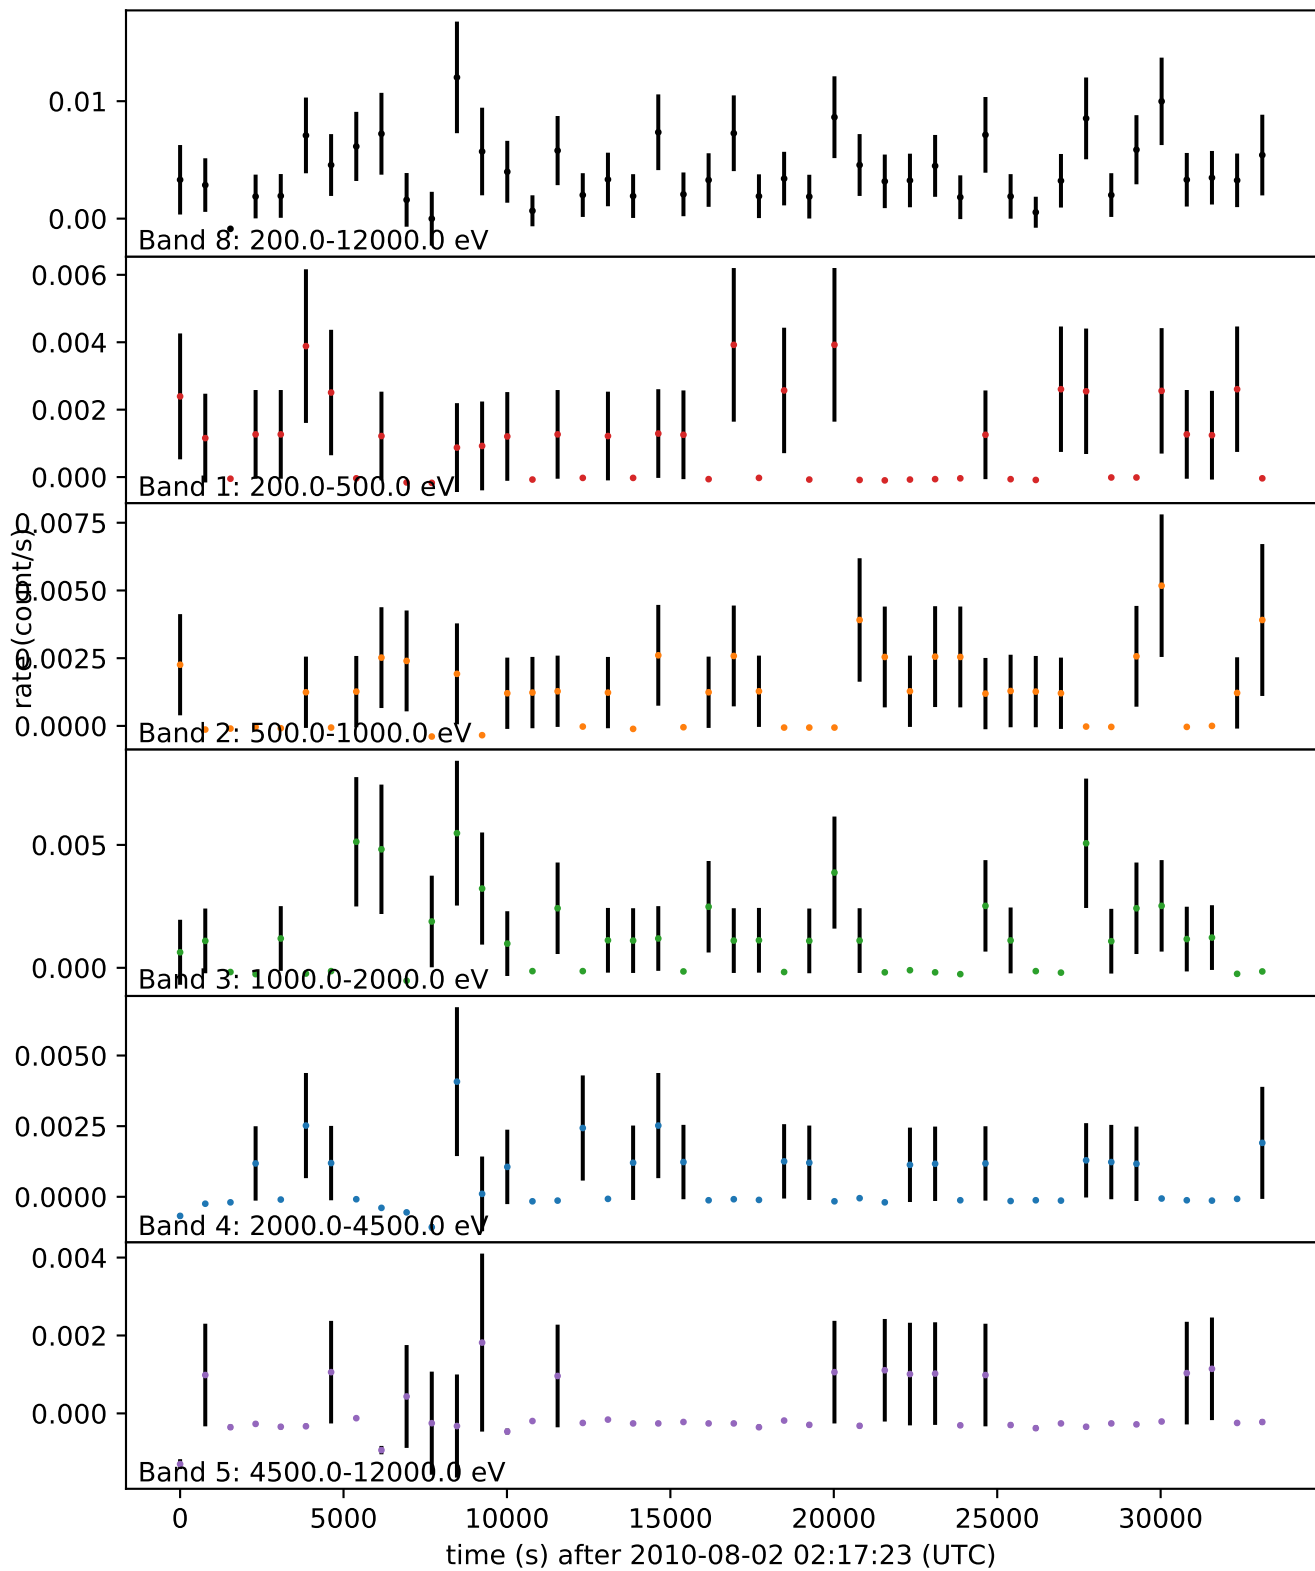 0.01
0.00
Band 8: 200.0-12000.0 eV
0.006
0.004
0.002
0.000
Band 1: 200.0-500.0 eV
rate (count/s)
0.0075
0.0050
0.0025
0.0000
Band 2: 500.0-1000.0 eV
0.005
0.000
Band 3: 1000.0-2000.0 eV
0.0050
0.0025
0.0000
Band 4: 2000.0-4500.0 eV
0.004
0.002
0.000
Band 5: 4500.0-12000.0 eV
0 5000 10000 15000 20000 25000 30000
time (s) after 2010-08-02 02:17:23 (UTC)